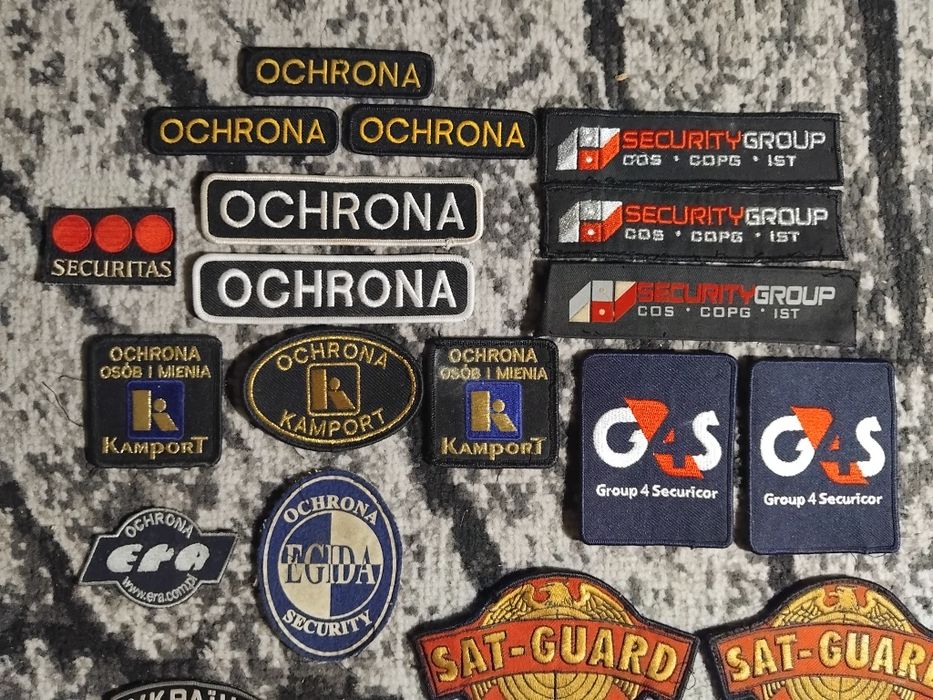 OCHRONA
OCHRONA
OCHRONA
SECURITYGROUP
COS • COPG • IST
OCHRONA
SECURITYGROUP
COS • COPG • IST
SECURITAS
OCHRONA
SECURITYGROUP
COS • COPG • IST
OCHRONA
OSÓB I MIENIA
KAMPORT
OCHRONA
KAMPORT
OCHRONA
OSÓB I MIENIA
KAMPORT
G4S
Group 4 Securicor
G4S
Group 4 Securicor
OCHRONA
era
www.era.com.pl
OCHRONA
EGIDA
SECURITY
SAT-GUARD
SAT-GUAR